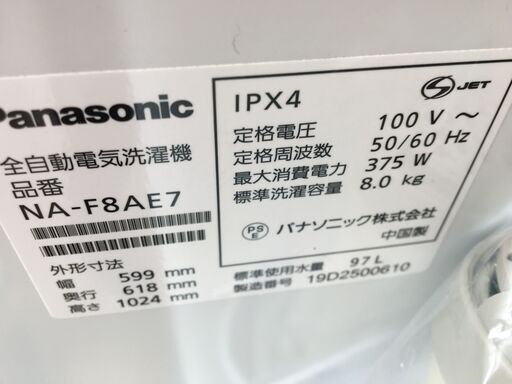 Panasonic
全自動電気洗濯機
品番
NA-F8AE7
外形寸法
幅 599 mm
奥行 618 mm
高さ 1024 mm
IPX4
S JET
定格電圧 100 V ～
定格周波数 50/60 Hz
最大消費電力 375 W
標準洗濯容量 8.0 kg
PS E パナソニック株式会社
中国製
標準使用水量 97 L
製造番号 19D2500610